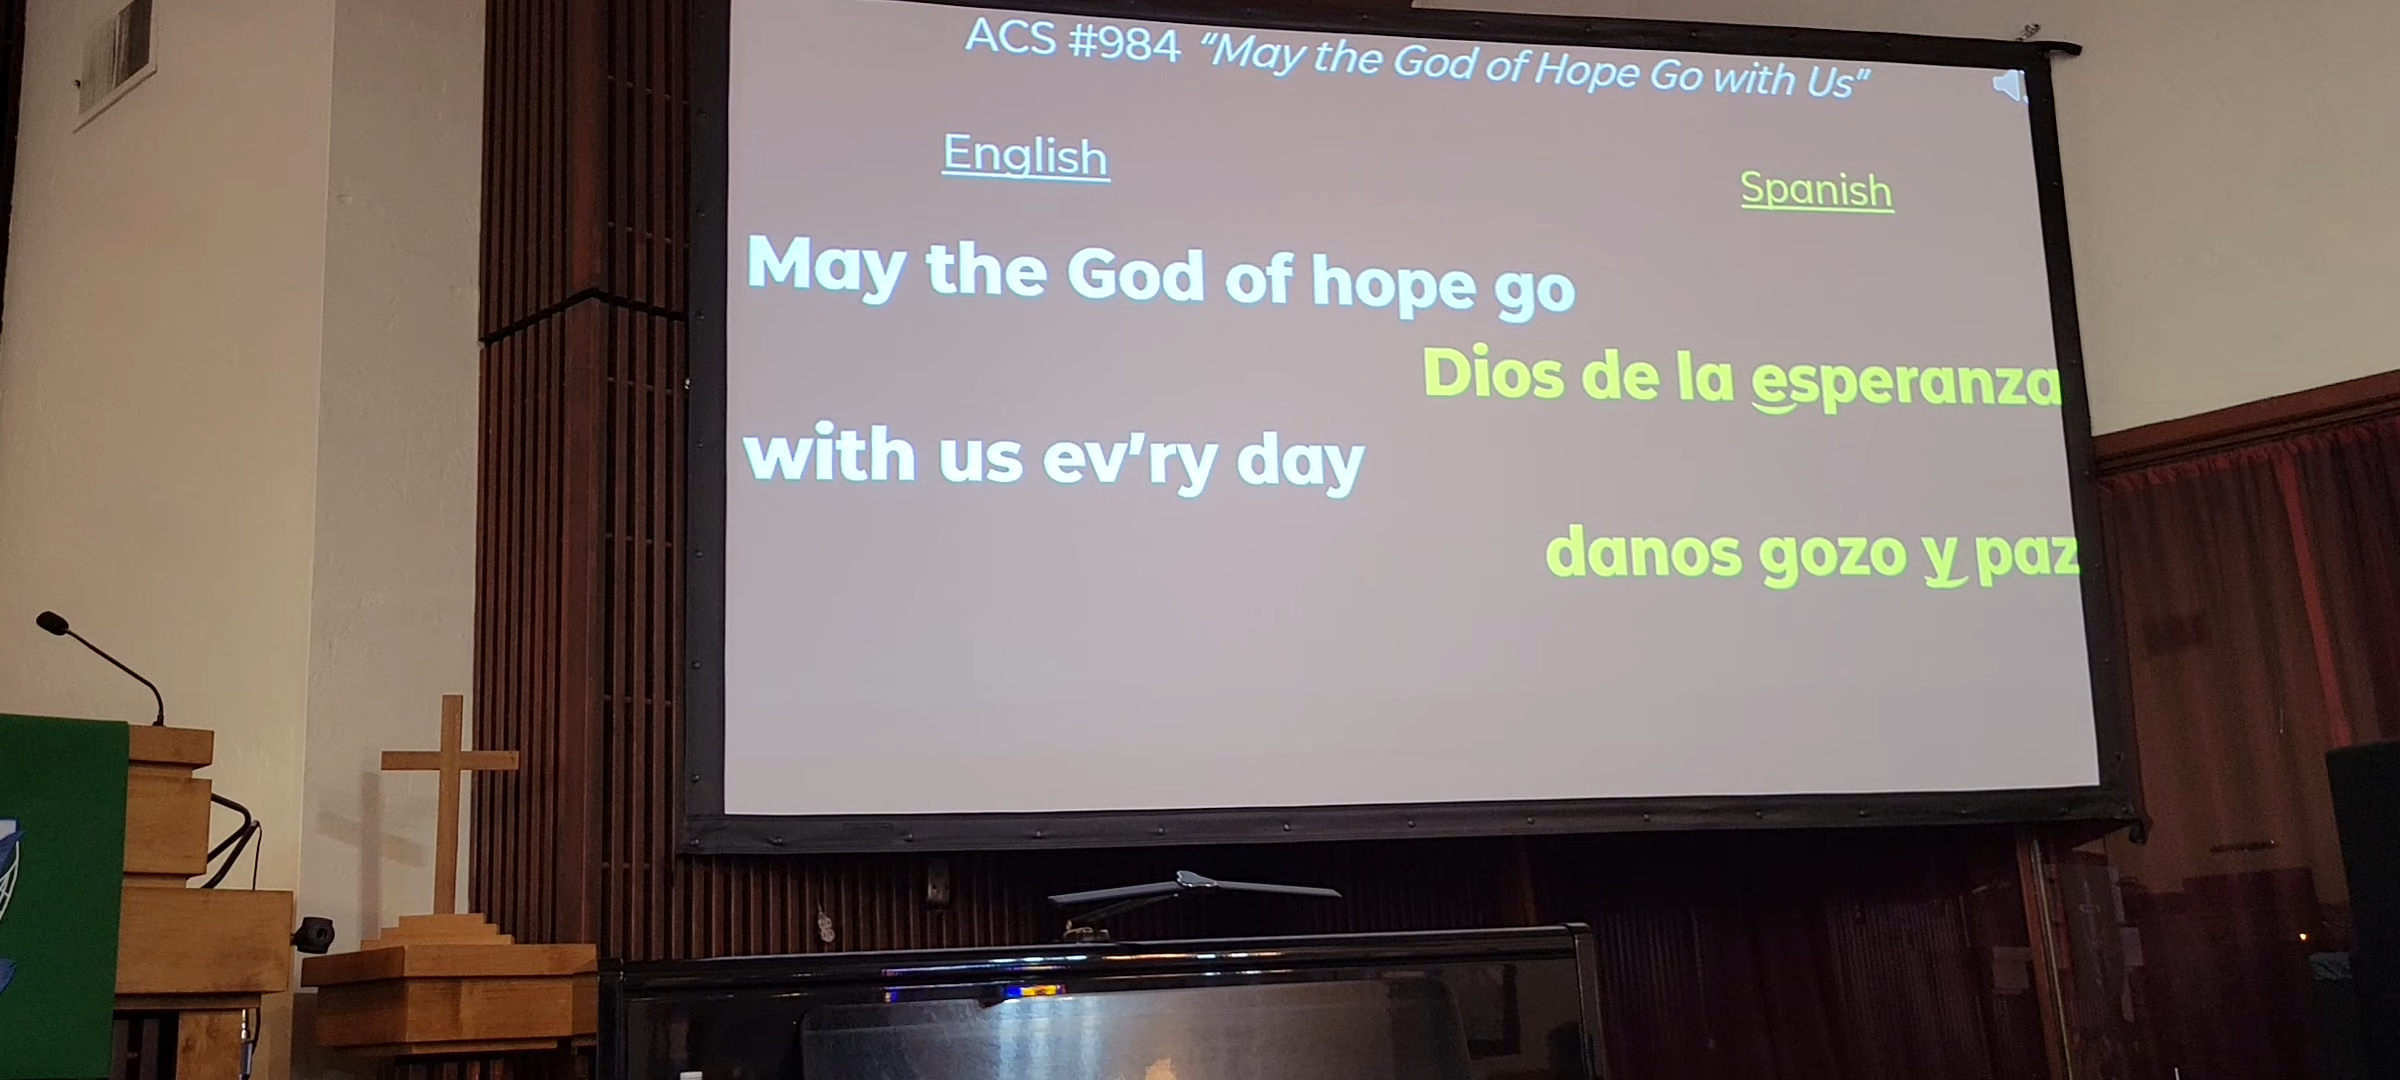 ACS #984 “May the God of Hope Go with Us”
English
Spanish
May the God of hope go
Dios de la esperanza
with us ev’ry day
danos gozo y paz